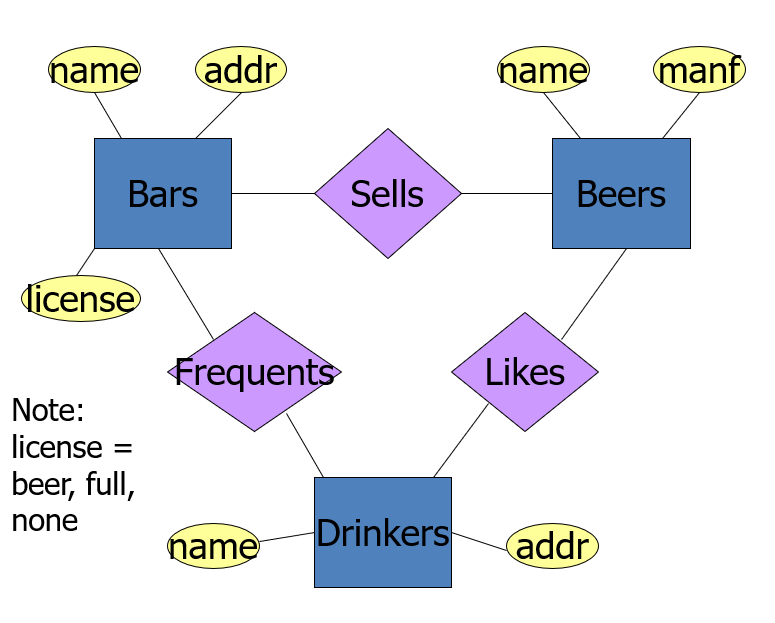 name
addr
name
manf
Bars
Sells
Beers
license
Frequents
Likes
Note:
license =
beer, full,
none
name
Drinkers
addr